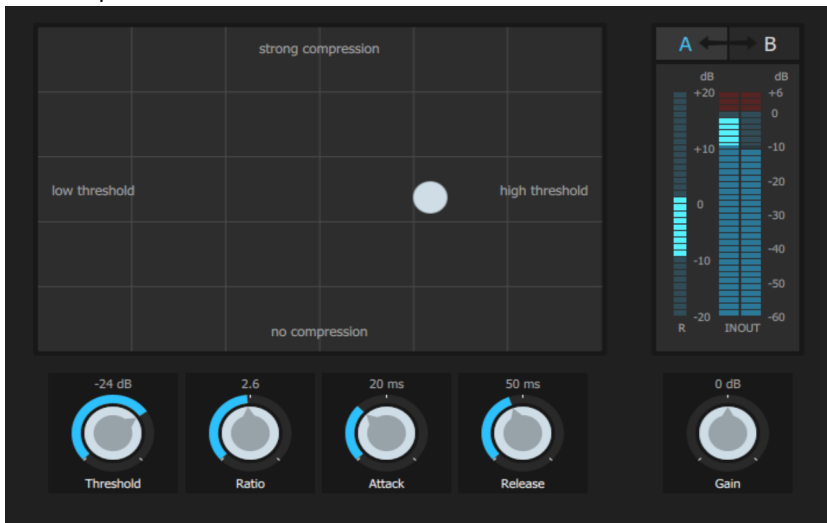 strong compression
low threshold
high threshold
no compression
A B
dB dB
+20 +6
0
+10 -10
-20
0 -30
-40
-10 -50
-20 -60
R INOUT
-24 dB
2.6
20 ms
50 ms
0 dB
Threshold
Ratio
Attack
Release
Gain